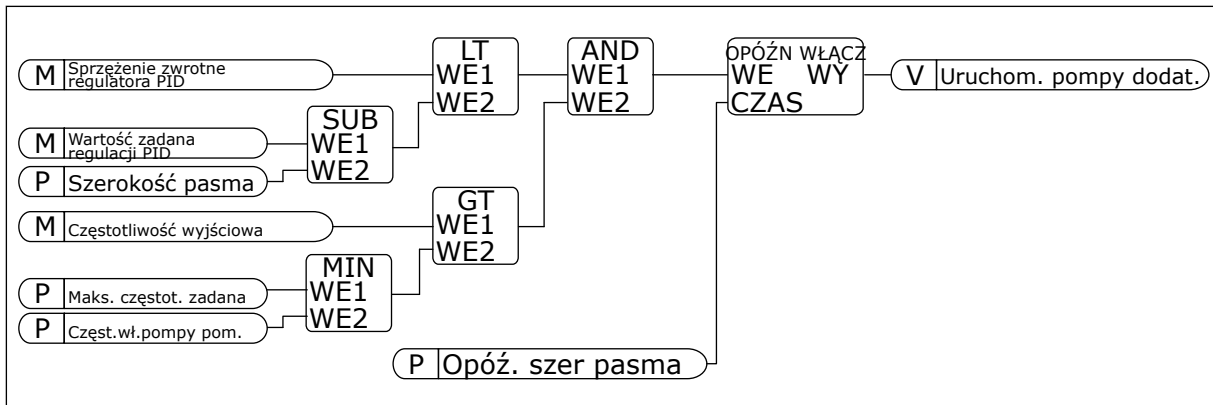 LT
AND
OPÓŹN WŁĄCZ
M Sprzężenie zwrotne
regulatora PID
WE1
WE2
WE1
WE2
WE WY
CZAS
V Uruchom. pompy dodat.
SUB
M Wartość zadana
regulacji PID
WE1
WE2
P Szerokość pasma
GT
M Częstotliwość wyjściowa
WE1
WE2
MIN
P Maks. częstot. zadana
WE1
WE2
P Częst.wł.pompy pom.
P Opóź. szer pasma